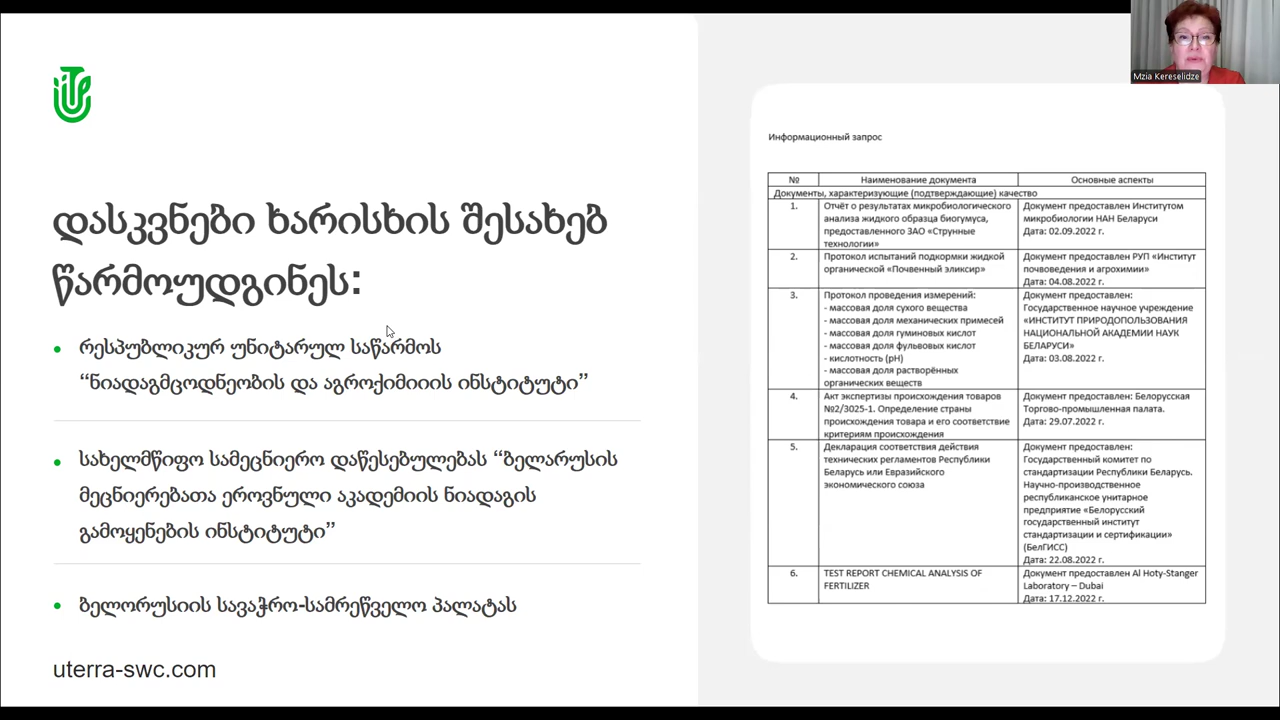 Mzia Kereselidze
დასკვნები ხარისხის შესახებ
წარმოუდგინეს:
• რესპუბლიკურ უნიტარულ საწარმოს
“ნიადაგმცოდნეობის და აგროქიმიის ინსტიტუტი”
• სახელმწიფო სამეცნიერო დაწესებულებას “ბელარუსის
მეცნიერებათა ეროვნული აკადემიის ნიადაგის
გამოყენების ინსტიტუტი”
• ბელორუსიის სავაჭრო-სამრეწველო პალატას
uterra-swc.com
Информационный запрос
№ Наименование документа Основные аспекты
Документы, характеризующие (подтверждающие) качество
1. Отчёт о результатах микробиологического
анализа жидкого образца биогумуса,
предоставленного ЗАО «Струнные
технологии»
Документ предоставлен Институтом
микробиологии НАН Беларуси
Дата: 02.09.2022 г.
2. Протокол испытаний подкормки жидкой
органической «Почвенный эликсир»
Документ предоставлен РУП «Институт
почвоведения и агрохимии»
Дата: 04.08.2022 г.
3. Протокол проведения измерений:
- массовая доля сухого вещества
- массовая доля механических примесей
- массовая доля гуминовых кислот
- массовая доля фульвовых кислот
- кислотность (pH)
- массовая доля растворённых
органических веществ
Документ предоставлен:
Государственное научное учреждение
«ИНСТИТУТ ПРИРОДОПОЛЬЗОВАНИЯ
НАЦИОНАЛЬНОЙ АКАДЕМИИ НАУК
БЕЛАРУСИ»
Дата: 03.08.2022 г.
4. Акт экспертизы происхождения товаров
№2/3025-1. Определение страны
происхождения товара и его соответствие
критериям происхождения
Документ предоставлен: Белорусская
Торгово-промышленная палата.
Дата: 29.07.2022 г.
5. Декларация соответствия действия
технических регламентов Республики
Беларусь или Евразийского
экономического союза
Документ предоставлен:
Государственный комитет по
стандартизации Республики Беларусь.
Научно-производственное
республиканское унитарное
предприятие «Белорусский
государственный институт
стандартизации и сертификации»
(БелГИСС)
Дата: 22.08.2022 г.
6. TEST REPORT CHEMICAL ANALYSIS OF
FERTILIZER
Документ предоставлен Al Hoty-Stanger
Laboratory – Dubai
Дата: 17.12.2022 г.